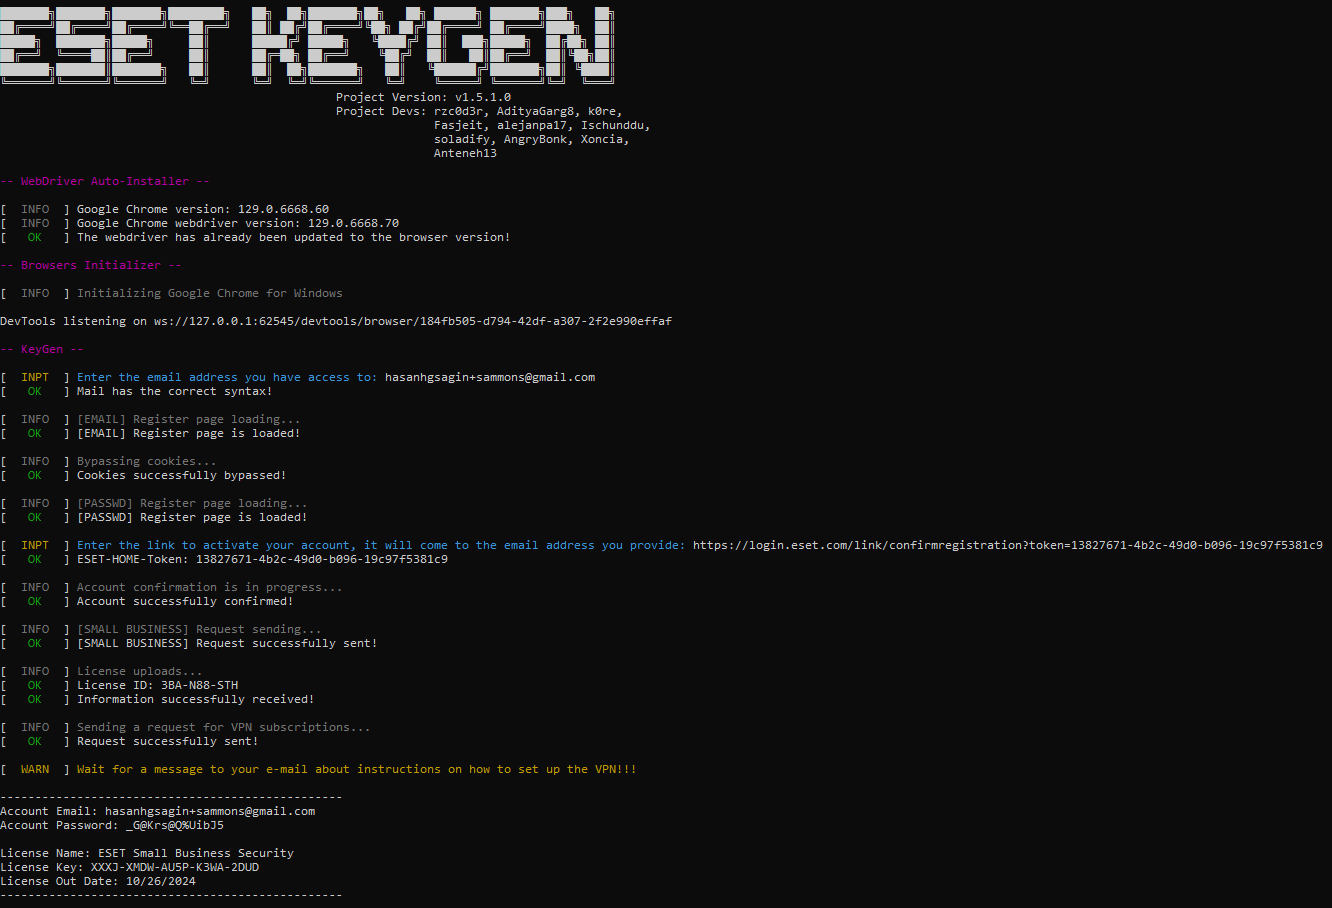 ESET KEYGEN
Project Version: v1.5.1.0
Project Devs: rzc0d3r, AdityaGarg8, k0re,
Fasjeit, alejanpa17, Ischunddu,
soladify, AngryBonk, Xoncia,
Anteneh13
-- WebDriver Auto-Installer --
[ INFO ] Google Chrome version: 129.0.6668.60
[ INFO ] Google Chrome webdriver version: 129.0.6668.70
[ OK ] The webdriver has already been updated to the browser version!
-- Browsers Initializer --
[ INFO ] Initializing Google Chrome for Windows
DevTools listening on ws://127.0.0.1:62545/devtools/browser/184fb505-d794-42df-a307-2f2e990effaf
-- KeyGen --
[ INPT ] Enter the email address you have access to: hasanhgsagin+sammons@gmail.com
[ OK ] Mail has the correct syntax!
[ INFO ] [EMAIL] Register page loading...
[ OK ] [EMAIL] Register page is loaded!
[ INFO ] Bypassing cookies...
[ OK ] Cookies successfully bypassed!
[ INFO ] [PASSWD] Register page loading...
[ OK ] [PASSWD] Register page is loaded!
[ INPT ] Enter the link to activate your account, it will come to the email address you provide: https://login.eset.com/link/confirmregistration?token=13827671-4b2c-49d0-b096-19c97f5381c9
[ OK ] ESET-HOME-Token: 13827671-4b2c-49d0-b096-19c97f5381c9
[ INFO ] Account confirmation is in progress...
[ OK ] Account successfully confirmed!
[ INFO ] [SMALL BUSINESS] Request sending...
[ OK ] [SMALL BUSINESS] Request successfully sent!
[ INFO ] License uploads...
[ OK ] License ID: 3BA-N88-STH
[ OK ] Information successfully received!
[ INFO ] Sending a request for VPN subscriptions...
[ OK ] Request successfully sent!
[ WARN ] Wait for a message to your e-mail about instructions on how to set up the VPN!!!
-------------------------------------------------
Account Email: hasanhgsagin+sammons@gmail.com
Account Password: _G@Krs@Q%UibJ5
License Name: ESET Small Business Security
License Key: XXXJ-XMDW-AU5P-K3WA-2DUD
License Out Date: 10/26/2024
-------------------------------------------------